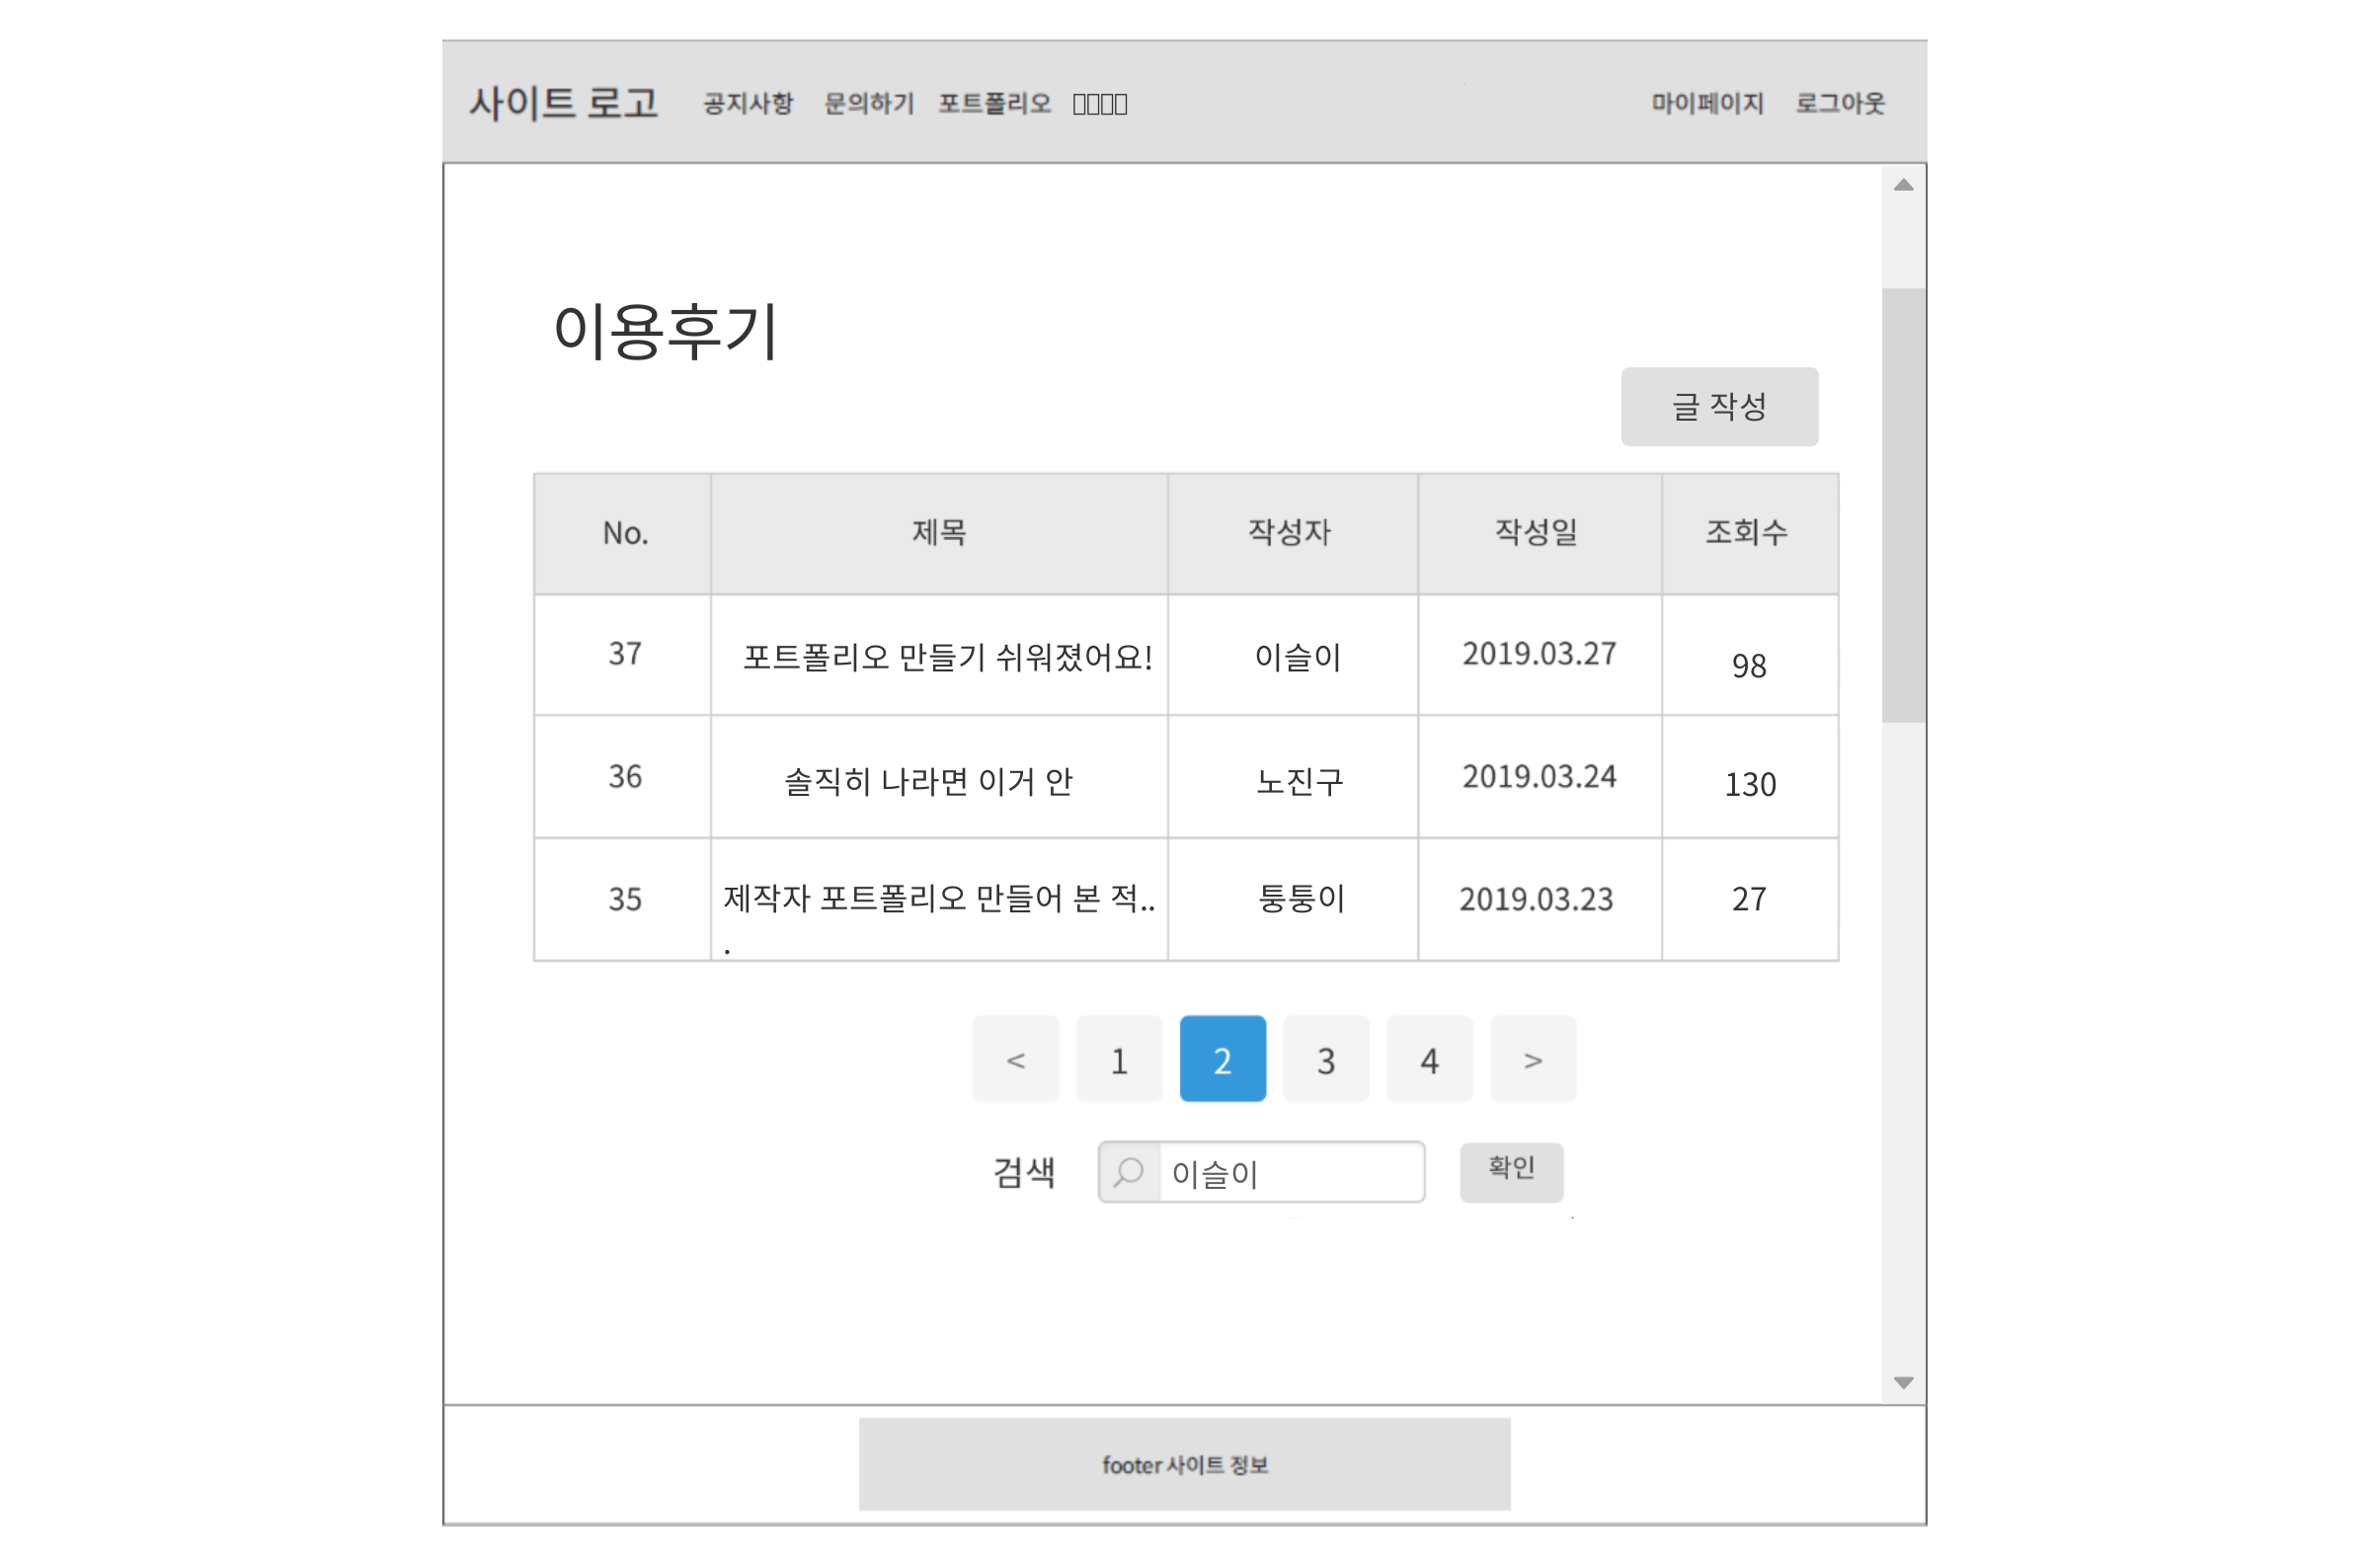 사이트 로고 공지사항 문의하기 포트폴리오 마이페이지 로그아웃
이용후기
글 작성
No. 제목 작성자 작성일 조회수
37 포트폴리오 만들기 쉬워졌어요! 이슬이 2019.03.27 98
36 솔직히 나라면 이거 안 노진구 2019.03.24 130
35 제작자 포트폴리오 만들어 본 적.. 퉁퉁이 2019.03.23 27
.
< 1 2 3 4 >
검색 이슬이 확인
footer 사이트 정보